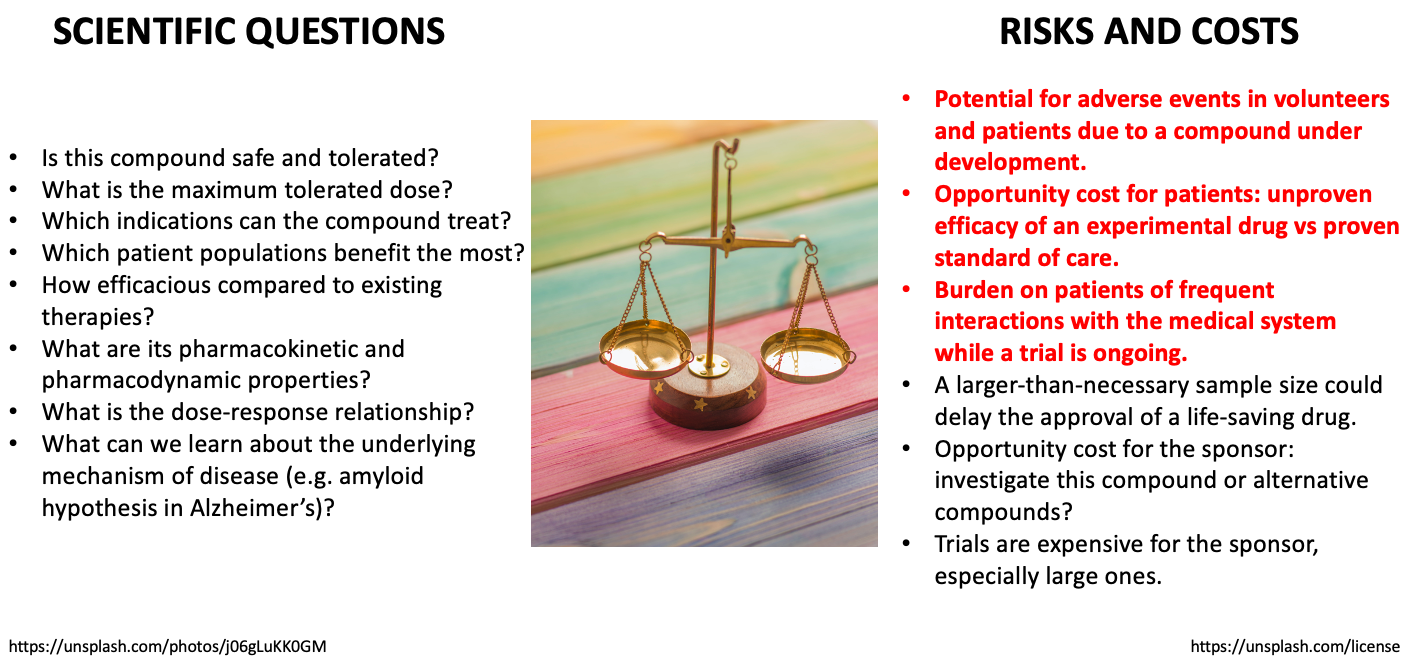 SCIENTIFIC QUESTIONS
• Is this compound safe and tolerated?
• What is the maximum tolerated dose?
• Which indications can the compound treat?
• Which patient populations benefit the most?
• How efficacious compared to existing
therapies?
• What are its pharmacokinetic and
pharmacodynamic properties?
• What is the dose-response relationship?
• What can we learn about the underlying
mechanism of disease (e.g. amyloid
hypothesis in Alzheimer’s)?
RISKS AND COSTS
• Potential for adverse events in volunteers
and patients due to a compound under
development.
• Opportunity cost for patients: unproven
efficacy of an experimental drug vs proven
standard of care.
• Burden on patients of frequent
interactions with the medical system
while a trial is ongoing.
• A larger-than-necessary sample size could
delay the approval of a life-saving drug.
• Opportunity cost for the sponsor:
investigate this compound or alternative
compounds?
• Trials are expensive for the sponsor,
especially large ones.
https://unsplash.com/photos/j06gLuKK0GM
https://unsplash.com/license